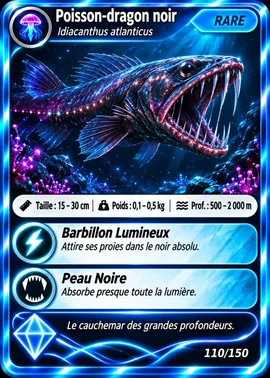 Poisson-dragon noir
Idiacanthus atlanticus
RARE
Taille : 15 – 30 cm | Poids : 0,1 – 0,5 kg | Prof. : 500 – 2 000 m
Barbillon Lumineux
Attire ses proies dans le noir absolu.
Peau Noire
Absorbe presque toute la lumière.
Le cauchemar des grandes profondeurs.
110/150